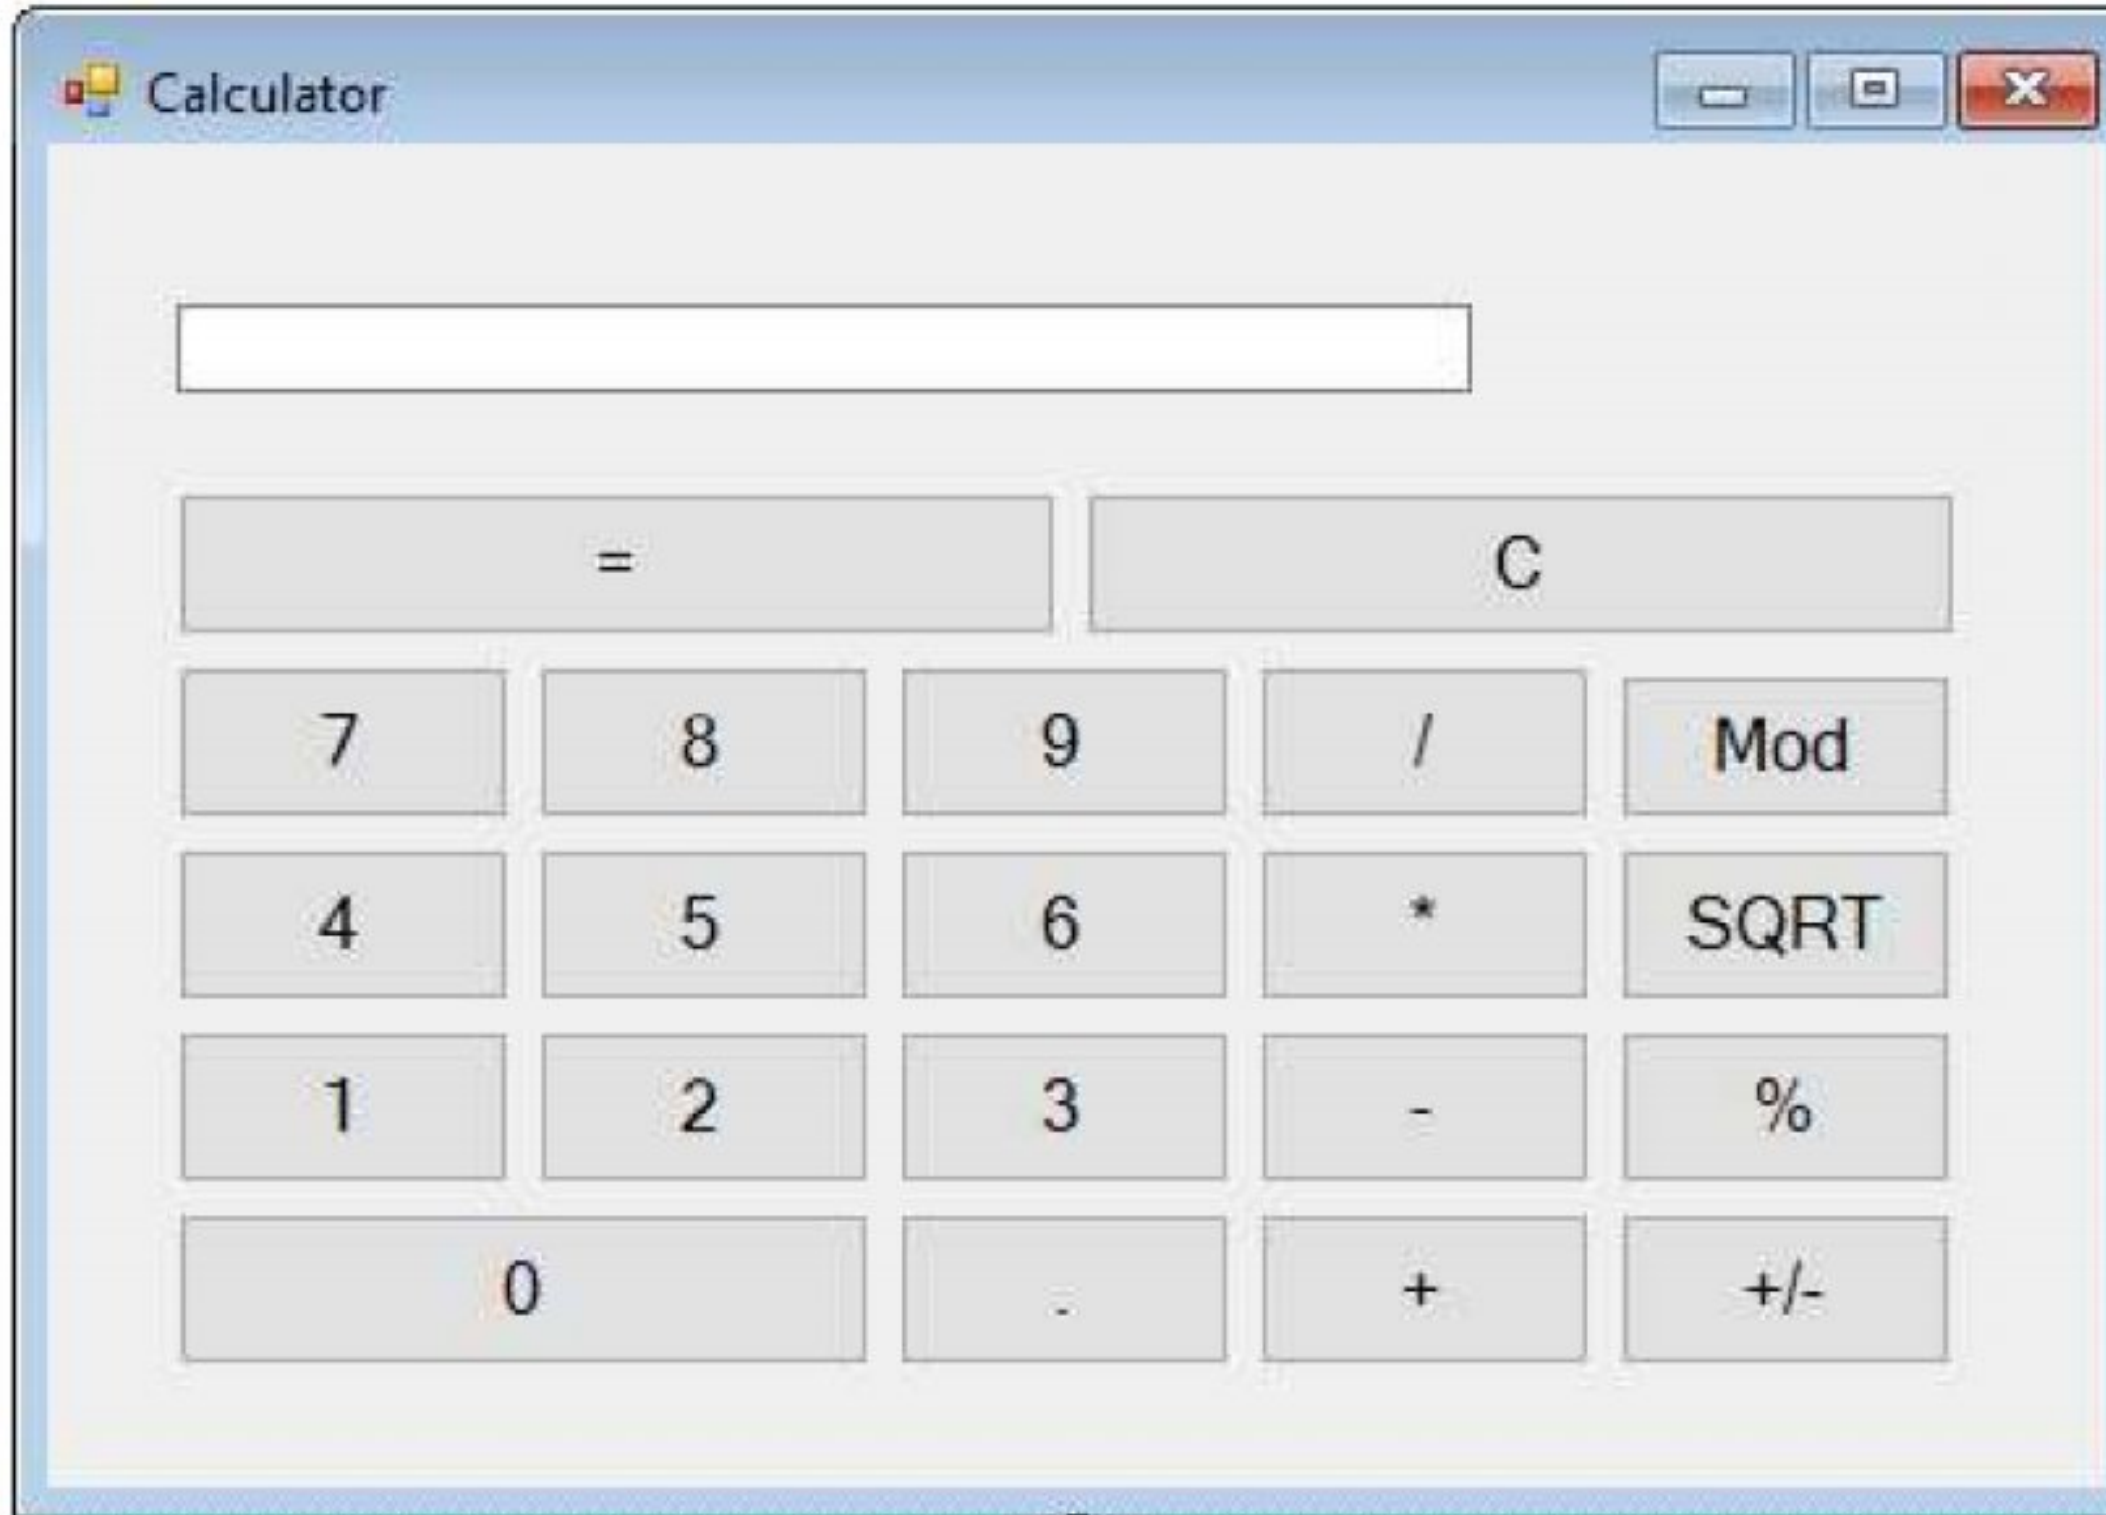 Calculator
= C
7 8 9 / Mod
4 5 6 * SQRT
1 2 3 - %
0 . + +/-